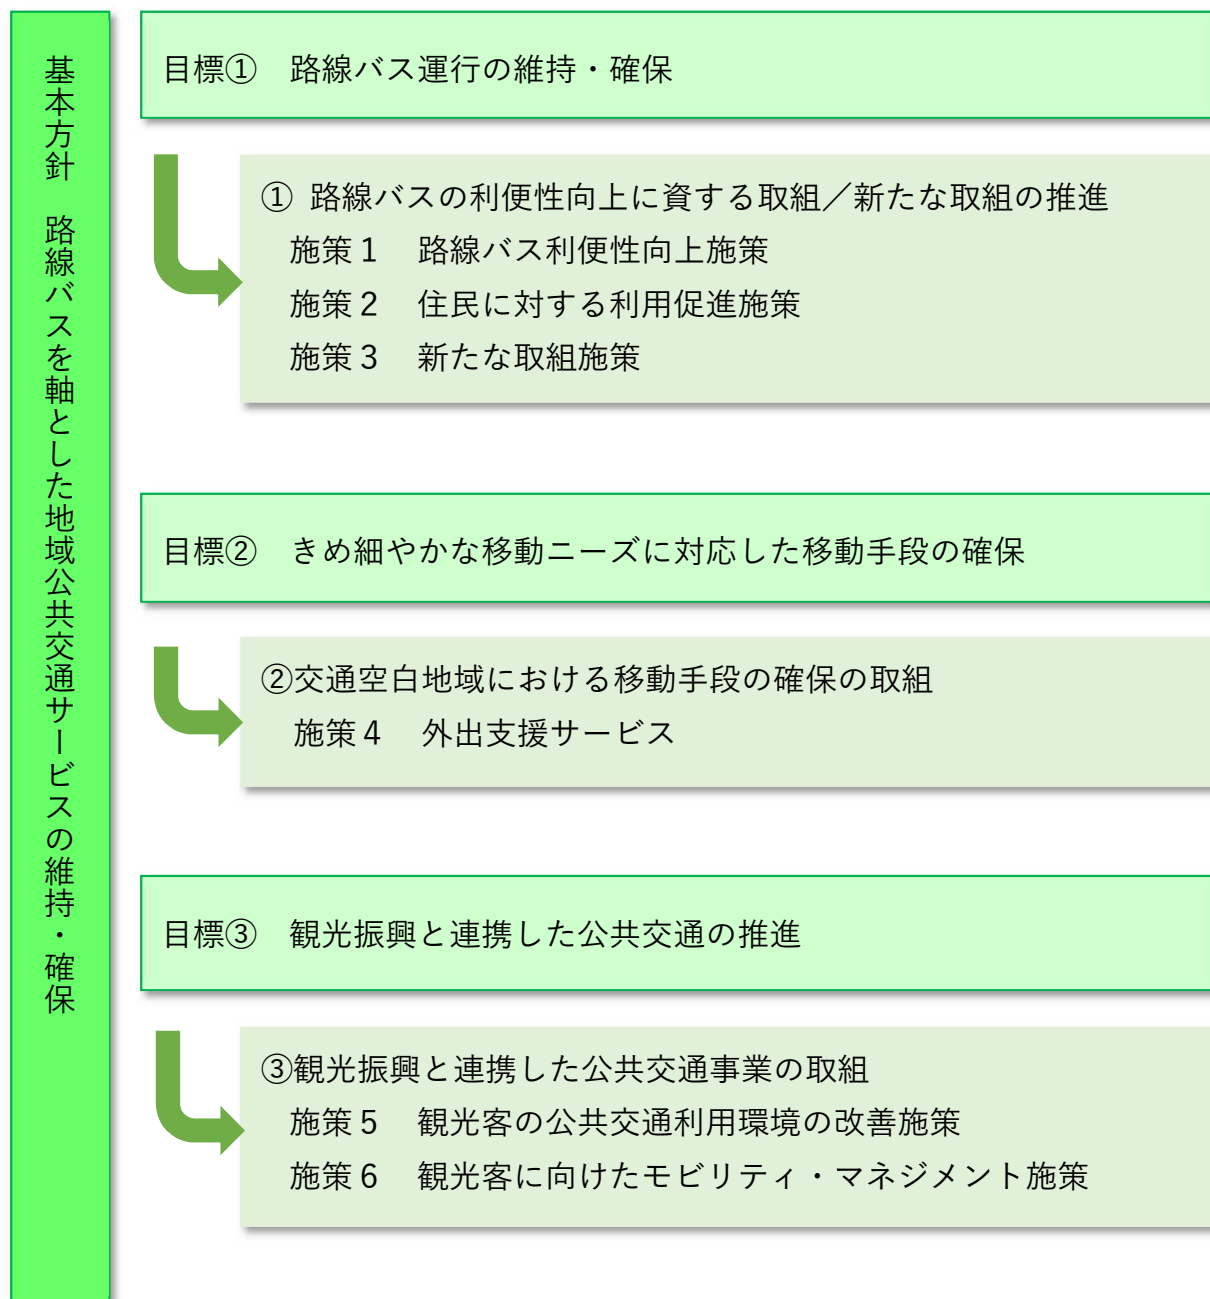 基本方針　路線バスを軸とした地域公共交通サービスの維持・確保
目標①　路線バス運行の維持・確保
① 路線バスの利便性向上に資する取組／新たな取組の推進
施策１　路線バス利便性向上施策
施策２　住民に対する利用促進施策
施策３　新たな取組施策
目標②　きめ細やかな移動ニーズに対応した移動手段の確保
②交通空白地域における移動手段の確保の取組
施策４　外出支援サービス
目標③　観光振興と連携した公共交通の推進
③観光振興と連携した公共交通事業の取組
施策５　観光客の公共交通利用環境の改善施策
施策６　観光客に向けたモビリティ・マネジメント施策